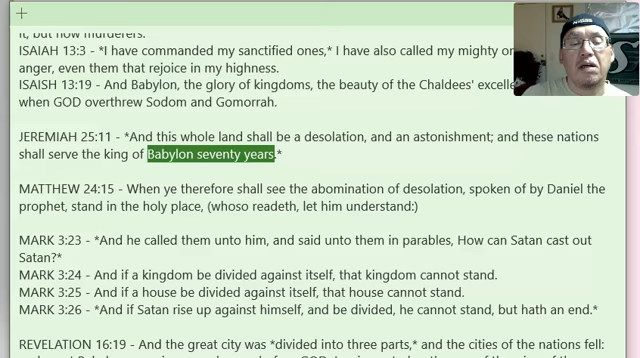 it, but now murderers.
ISAIAH 13:3 - *I have commanded my sanctified ones,* I have also called my mighty
anger, even them that rejoice in my highness.
ISAISH 13:19 - And Babylon, the glory of kingdoms, the beauty of the Chaldees'
when GOD overthrew Sodom and Gomorrah.
JEREMIAH 25:11 - *And this whole land shall be a desolation, and an astonishment; and these nations
shall serve the king of Babylon seventy years.*
MATTHEW 24:15 - When ye therefore shall see the abomination of desolation, spoken of by Daniel the
prophet, stand in the holy place, (whoso readeth, let him understand:)
MARK 3:23 - *And he called them unto him, and said unto them in parables, How can Satan cast out
Satan?*
MARK 3:24 - And if a kingdom be divided against itself, that kingdom cannot stand.
MARK 3:25 - And if a house be divided against itself, that house cannot stand.
MARK 3:26 - *And if Satan rise up against himself, and be divided, he cannot stand, but hath an end.*
REVELATION 16:19 - And the great city was *divided into three parts,* and the cities of the nations fell: